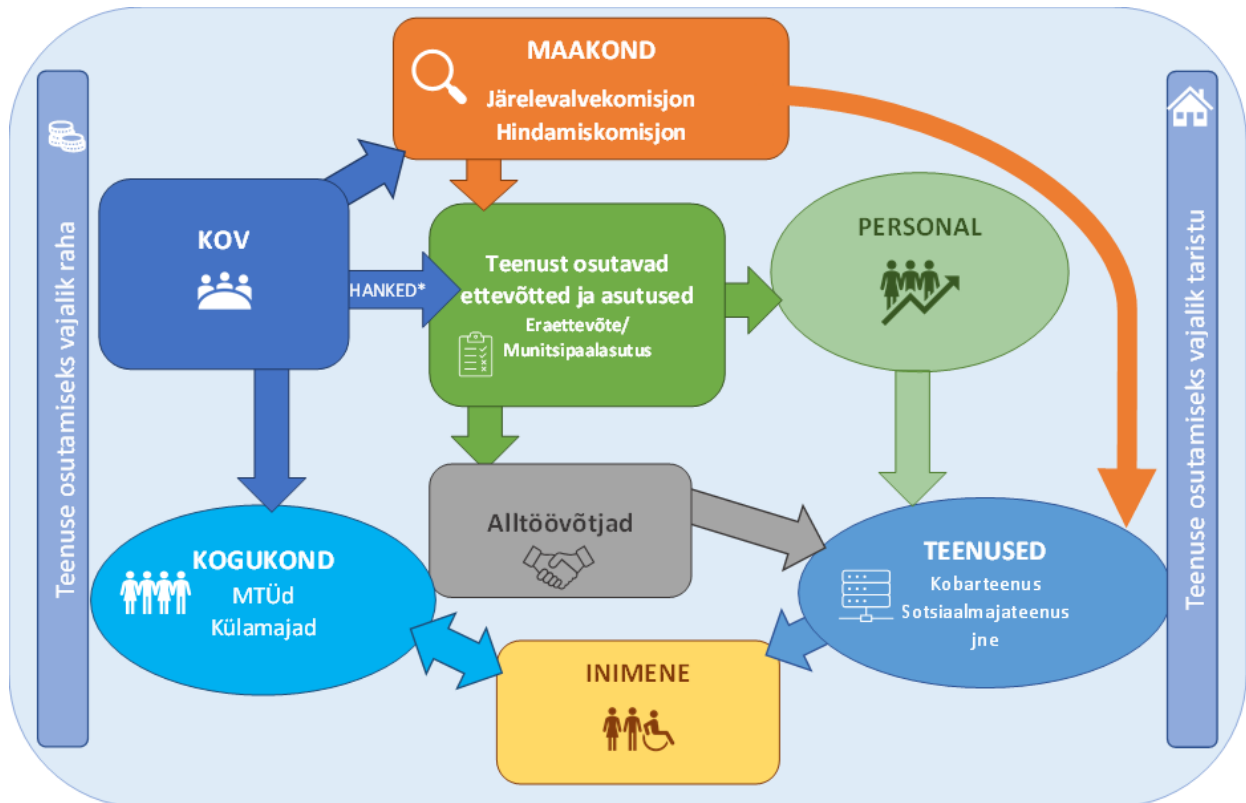 MAAKOND
Järelevalvekomisjon
Hindamiskomisjon
Teenuse osutamiseks vajalik raha
KOV
HANKED*
Teenust osutavad
ettevõtted ja asutused
Eraettevõte/
Munitsipaalasutus
PERSONAL
Teenuse osutamiseks vajalik taristu
Alltöövõtjad
KOGUKOND
MTÜd
Külamajad
TEENUSED
Kobarteenus
Sotsiaalmajateenus
jne
INIMENE